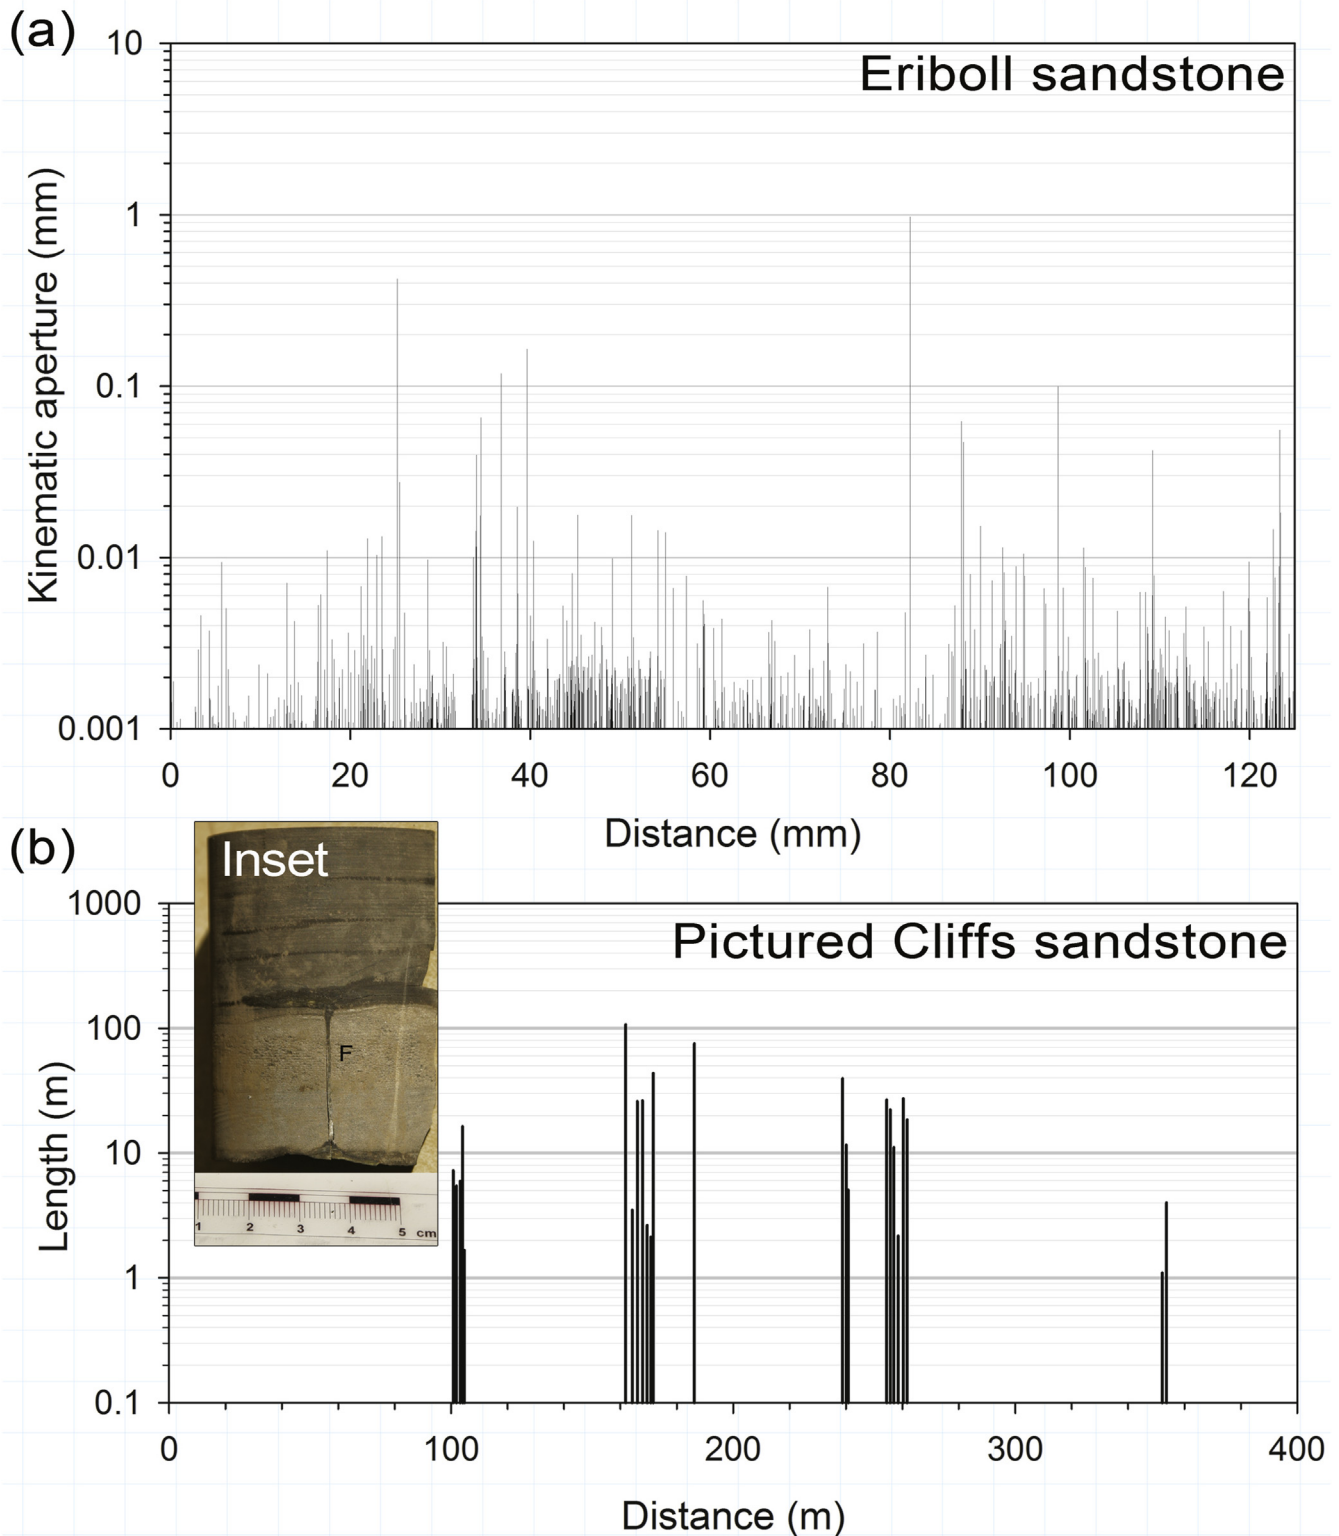 (a)
Eriboll sandstone
Kinematic aperture (mm)
10
1
0.1
0.01
0.001
0 20 40 60 80 100 120
Distance (mm)
(b)
Inset
F
1 2 3 4 5 cm
Pictured Cliffs sandstone
Length (m)
1000
100
10
1
0.1
0 100 200 300 400
Distance (m)